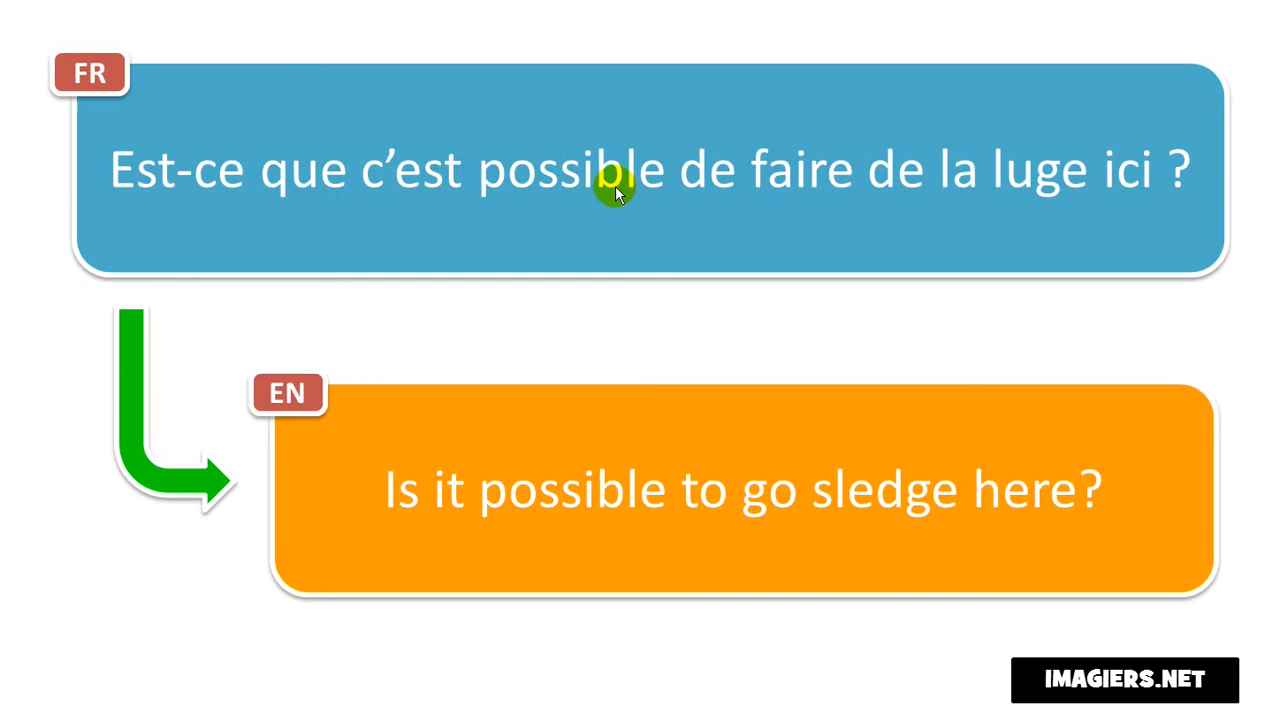 FR
Est-ce que c’est possible de faire de la luge ici ?
EN
Is it possible to go sledge here?
IMAGIERS.NET